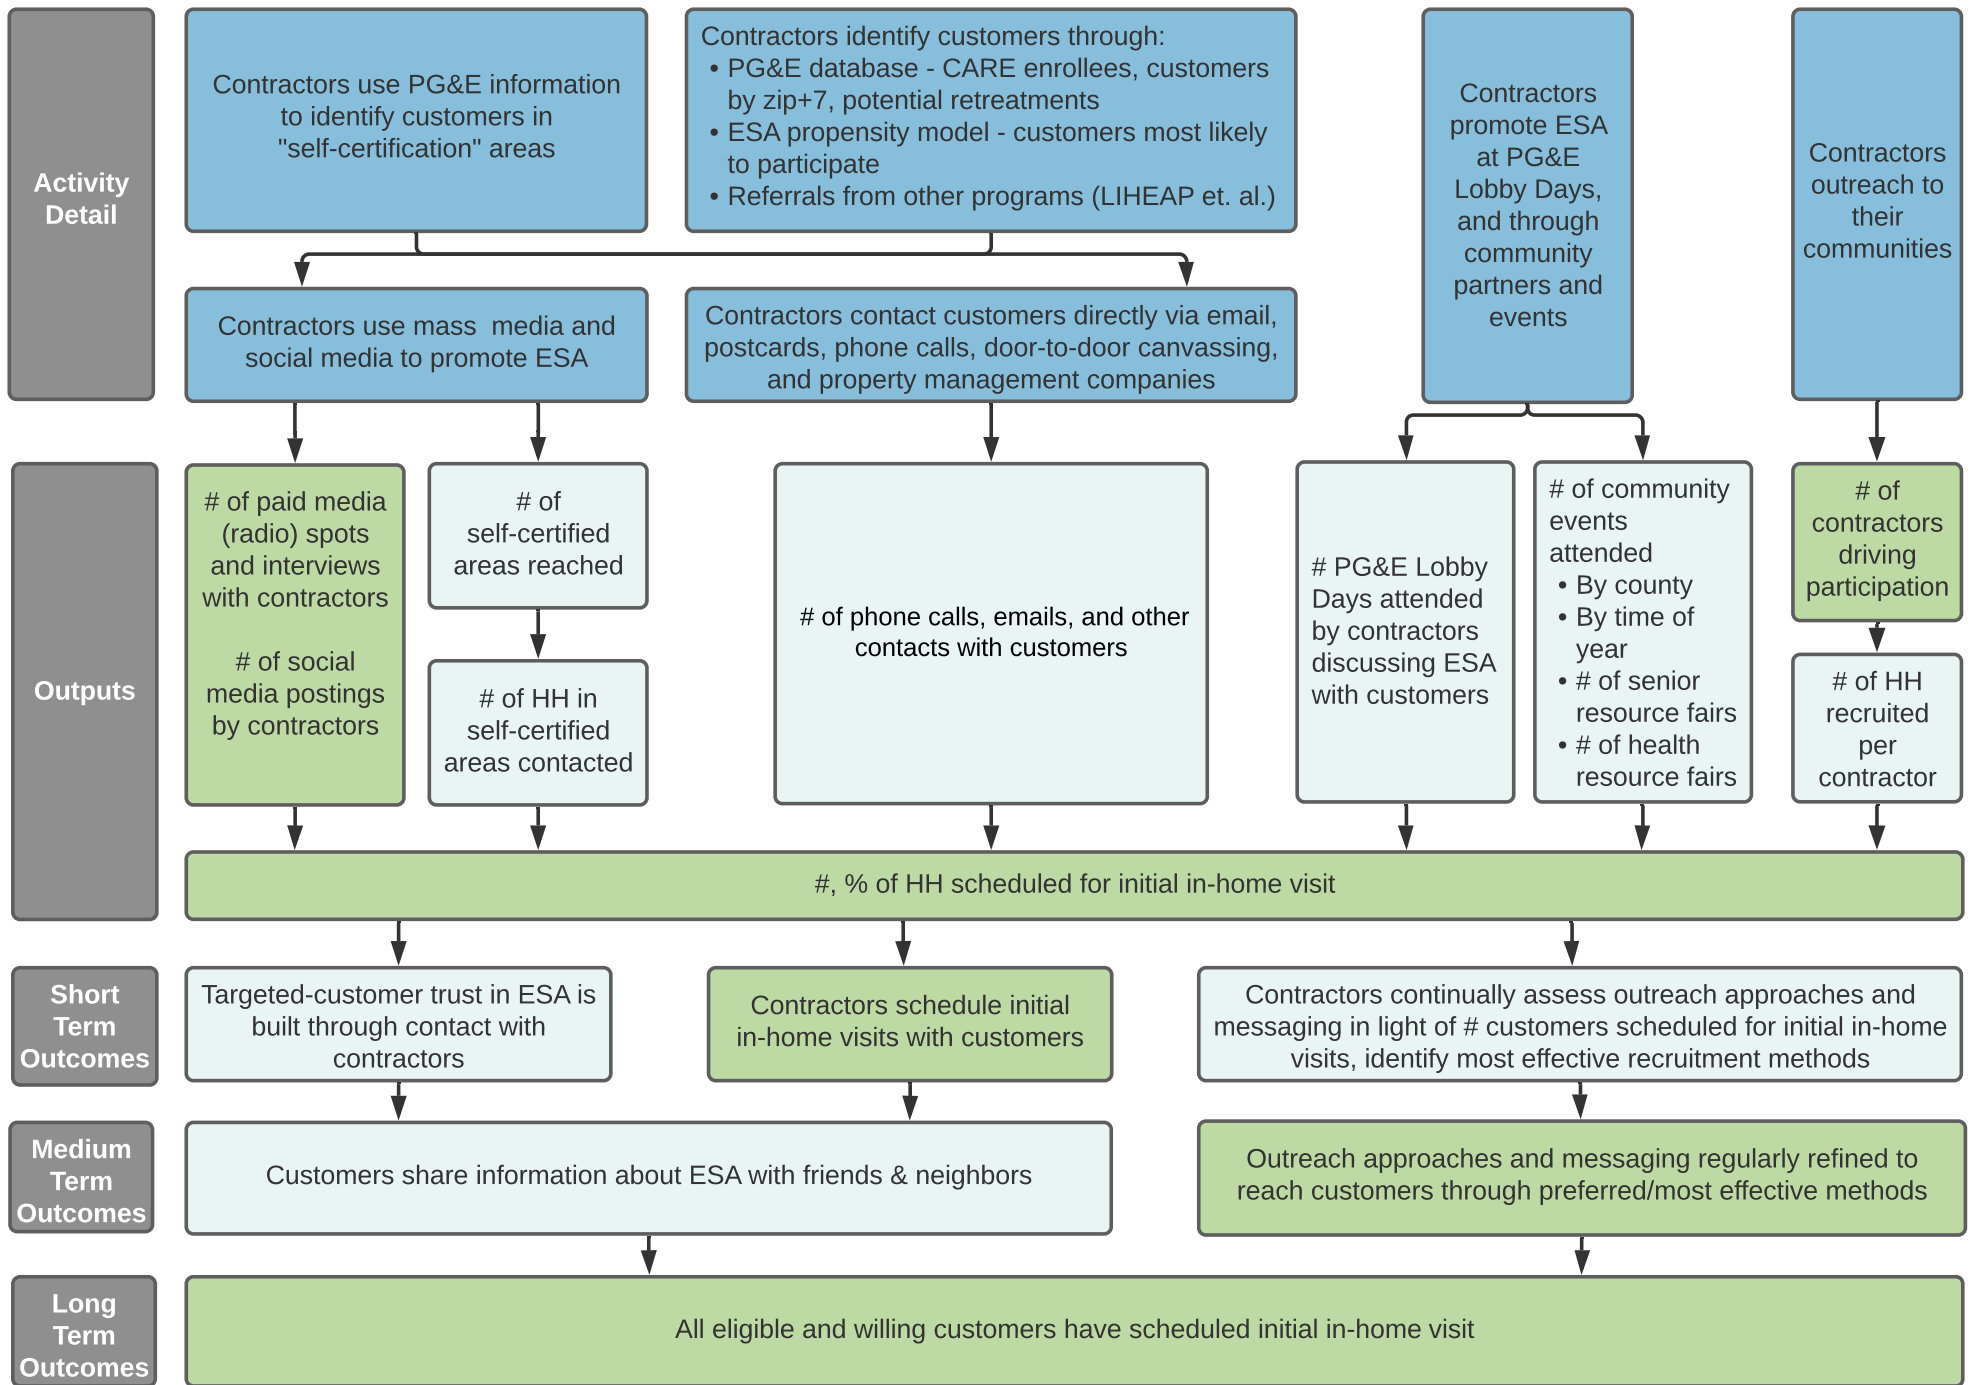 Activity
Detail
Contractors use PG&E information
to identify customers in
"self-certification" areas
Contractors identify customers through:
• PG&E database - CARE enrollees, customers
by zip+7, potential retreatments
• ESA propensity model - customers most likely
to participate
• Referrals from other programs (LIHEAP et. al.)
Contractors
promote ESA
at PG&E
Lobby Days,
and through
community
partners and
events
Contractors
outreach to
their
communities
Contractors use mass  media and
social media to promote ESA
Contractors contact customers directly via email,
postcards, phone calls, door-to-door canvassing,
and property management companies
Outputs
# of paid media
(radio) spots
and interviews
with contractors
# of social
media postings
by contractors
# of
self-certified
areas reached
# of HH in
self-certified
areas contacted
# of phone calls, emails, and other
contacts with customers
# PG&E Lobby
Days attended
by contractors
discussing ESA
with customers
# of community
events
attended
• By county
• By time of
year
• # of senior
resource fairs
• # of health
resource fairs
# of
contractors
driving
participation
# of HH
recruited
per
contractor
#, % of HH scheduled for initial in-home visit
Short
Term
Outcomes
Targeted-customer trust in ESA is
built through contact with
contractors
Contractors schedule initial
in-home visits with customers
Contractors continually assess outreach approaches and
messaging in light of # customers scheduled for initial in-home
visits, identify most effective recruitment methods
Medium
Term
Outcomes
Customers share information about ESA with friends & neighbors
Outreach approaches and messaging regularly refined to
reach customers through preferred/most effective methods
Long
Term
Outcomes
All eligible and willing customers have scheduled initial in-home visit